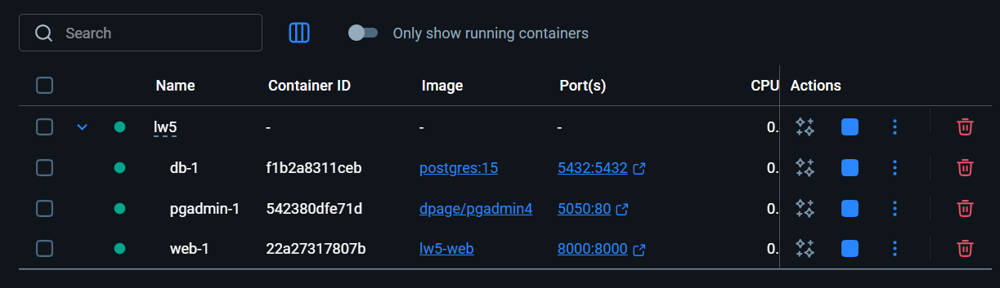 Search Only show running containers
Name Container ID Image Port(s) CPU Actions
lw5 - - - 0.
db-1 f1b2a8311ceb postgres:15 5432:5432 0.
pgadmin-1 542380dfe71d dpage/pgadmin4 5050:80 0.
web-1 22a27317807b lw5-web 8000:8000 0.